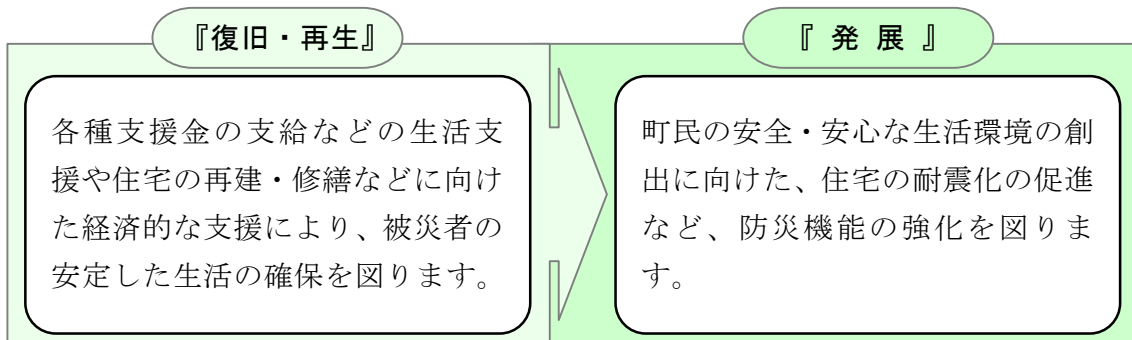 『復旧・再生』
各種支援金の支給などの生活支
援や住宅の再建・修繕などに向け
た経済的な支援により、被災者の
安定した生活の確保を図ります。
『 発 展 』
町民の安全・安心な生活環境の創
出に向けた、住宅の耐震化の促進
など、防災機能の強化を図りま
す。